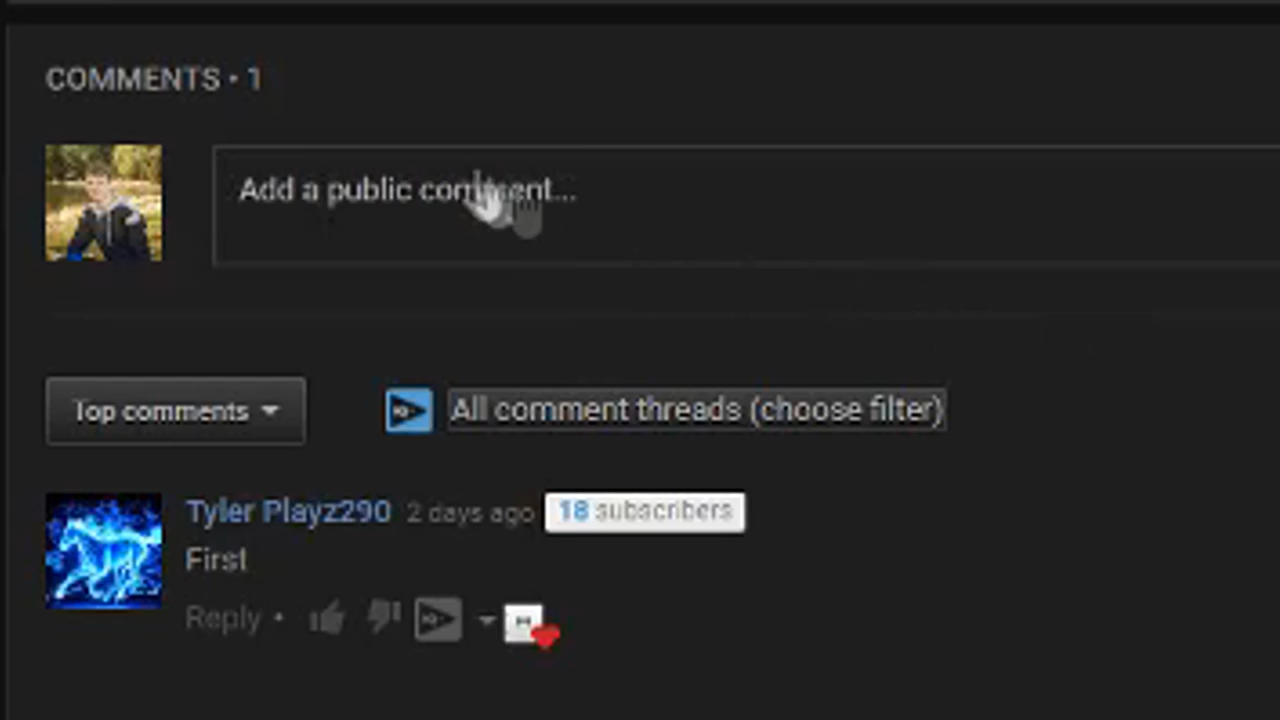 COMMENTS • 1
Add a public comment...
Top comments
All comment threads (choose filter)
Tyler Playz290 2 days ago 18 subscribers
First
Reply •